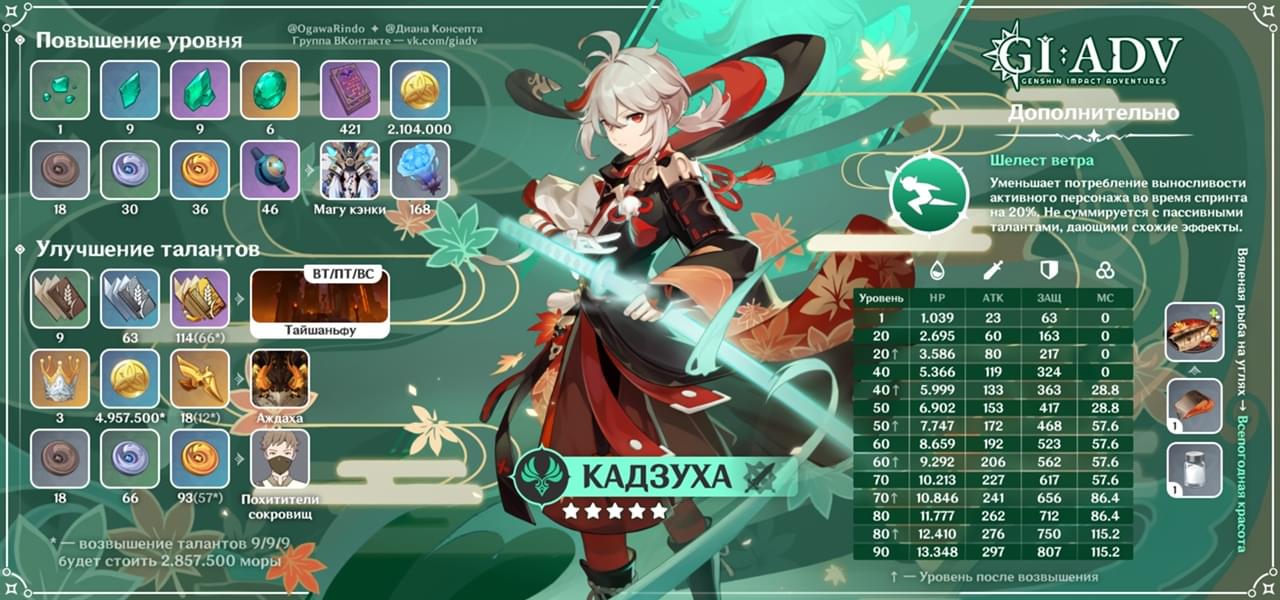 Повышение уровня
@OgawaRindo ✦ @Диана Консепта
Группа ВКонтакте — vk.com/giadv
1 9 9 6 421 2.104.000
18 30 36 46 Магу кэнки 168
Улучшение талантов
ВТ/ПТ/ВС
Тайшаньфу
9 63 114(66*)
3 4.957.500* 18(12*) Аждаха
18 66 93(57*) Похитители
сокровищ
* — возвышение талантов 9/9/9
будет стоить 2.857.500 моры
КАДЗУХА
GI·ADV
GENSHIN IMPACT ADVENTURES
Дополнительно
Шелест ветра
Уменьшает потребление выносливости
активного персонажа во время спринта
на 20%. Не суммируется с пассивными
талантами, дающими схожие эффекты.
Уровень HP АТК ЗАЩ МС
1 1.039 23 63 0
20 2.695 60 163 0
20↑ 3.586 80 217 0
40 5.366 119 324 0
40↑ 5.999 133 363 28.8
50 6.902 153 417 28.8
50↑ 7.747 172 468 57.6
60 8.659 192 523 57.6
60↑ 9.292 206 562 57.6
70 10.213 227 617 57.6
70↑ 10.846 241 656 86.4
80 11.777 262 712 86.4
80↑ 12.410 276 750 115.2
90 13.348 297 807 115.2
↑ — Уровень после возвышения
1
1
Вяленая рыба на углях → Всепогодная красота